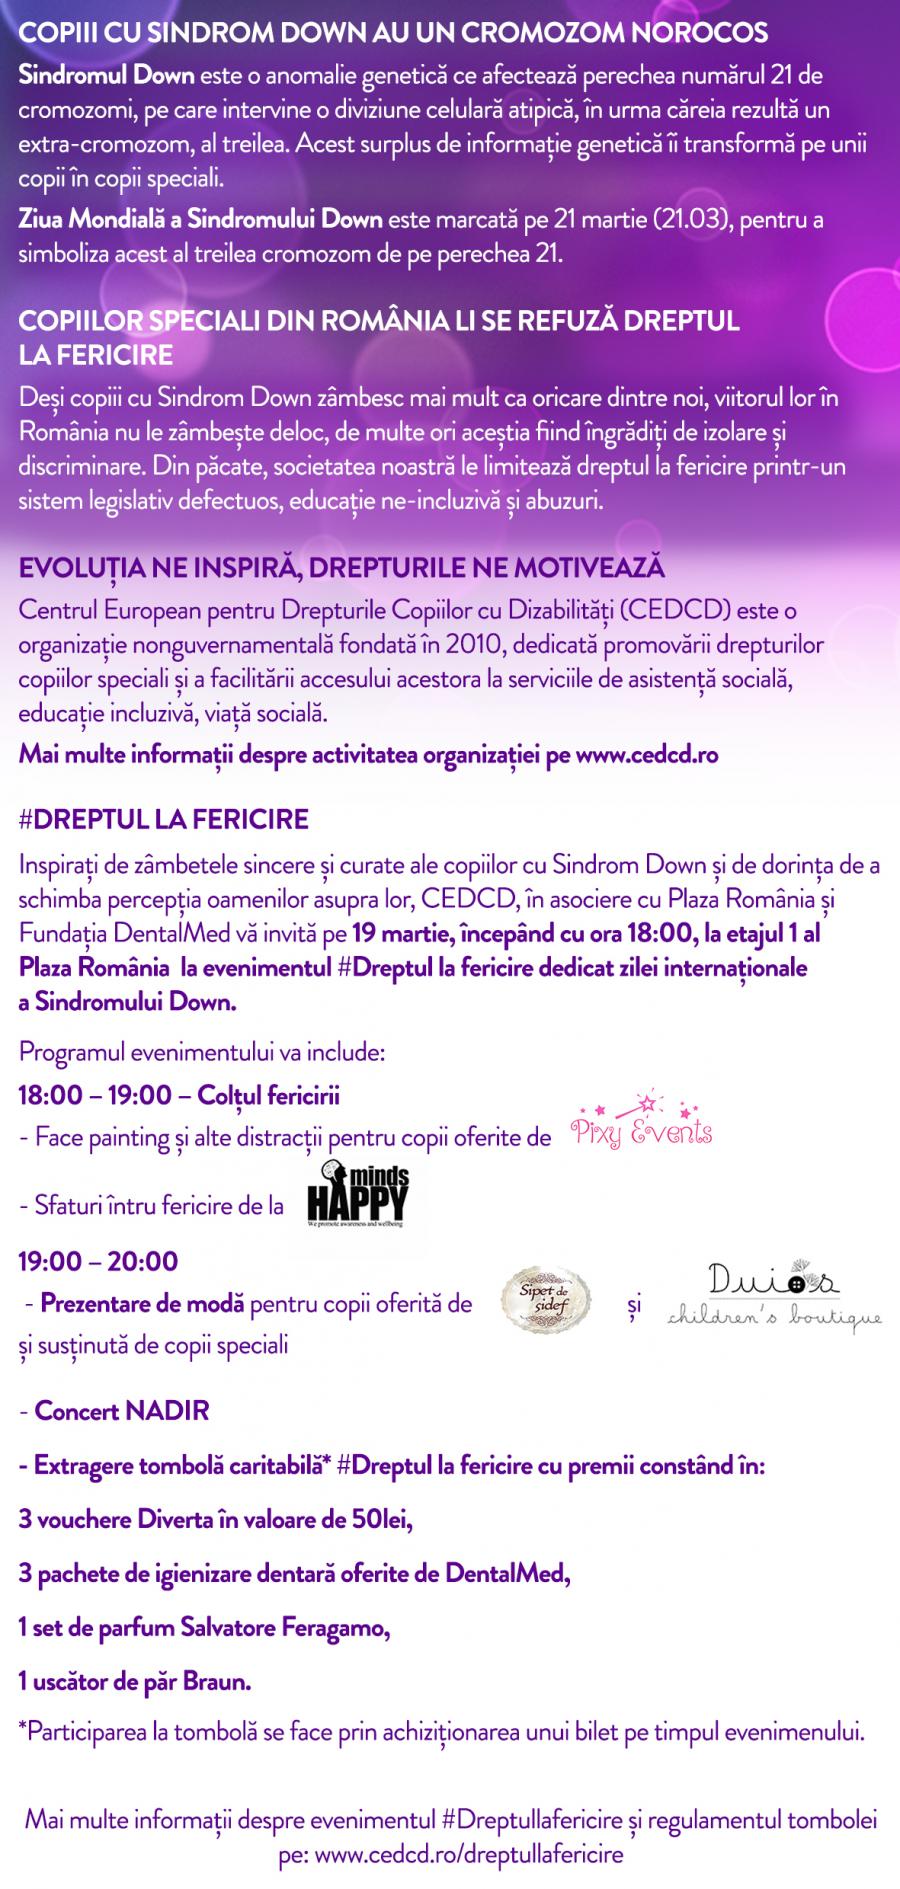 COPIII CU SINDROM DOWN AU UN CROMOZOM NOROCOS
Sindromul Down este o anomalie genetică ce afectează perechea numărul 21 de
cromozomi, pe care intervine o diviziune celulară atipică, în urma căreia rezultă un
extra-cromozom, al treilea. Acest surplus de informație genetică îi transformă pe unii
copii în copii speciali.
Ziua Mondială a Sindromului Down este marcată pe 21 martie (21.03), pentru a
simboliza acest al treilea cromozom de pe perechea 21.
COPIILOR SPECIALI DIN ROMÂNIA LI SE REFUZĂ DREPTUL
LA FERICIRE
Deși copiii cu Sindrom Down zâmbesc mai mult ca oricare dintre noi, viitorul lor în
România nu le zâmbește deloc, de multe ori aceștia fiind îngrădiți de izolare și
discriminare. Din păcate, societatea noastră le limitează dreptul la fericire printr-un
sistem legislativ defectuos, educație ne-incluzivă și abuzuri.
EVOLUȚIA NE INSPIRĂ, DREPTURILE NE MOTIVEAZĂ
Centrul European pentru Drepturile Copiilor cu Dizabilități (CEDCD) este o
organizație nonguvernamentală fondată în 2010, dedicată promovării drepturilor
copiilor speciali și a facilitării accesului acestora la serviciile de asistență socială,
educație incluzivă, viață socială.
Mai multe informații despre activitatea organizației pe www.cedcd.ro
#DREPTUL LA FERICIRE
Inspirați de zâmbetele sincere și curate ale copiilor cu Sindrom Down și de dorința de a
schimba percepția oamenilor asupra lor, CEDCD, în asociere cu Plaza România și
Fundația DentalMed vă invită pe 19 martie, începând cu ora 18:00, la etajul 1 al
Plaza România la evenimentul #Dreptul la fericire dedicat zilei internaționale
a Sindromului Down.
Programul evenimentului va include:
18:00 – 19:00 – Colțul fericirii
- Face painting și alte distracții pentru copii oferite de Pixy Events
- Sfaturi întru fericire de la minds
HAPPY
We promote awareness and wellbeing
19:00 – 20:00
- Prezentare de modă pentru copii oferită de Sipet de sidef și Duios children's boutique
și susținută de copii speciali
- Concert NADIR
- Extragere tombolă caritabilă* #Dreptul la fericire cu premii constând în:
3 vouchere Diverta în valoare de 50lei,
3 pachete de igienizare dentară oferite de DentalMed,
1 set de parfum Salvatore Feragamo,
1 uscător de păr Braun.
*Participarea la tombolă se face prin achiziționarea unui bilet pe timpul evenimenului.
Mai multe informații despre evenimentul #Dreptullafericire și regulamentul tombolei
pe: www.cedcd.ro/dreptullafericire